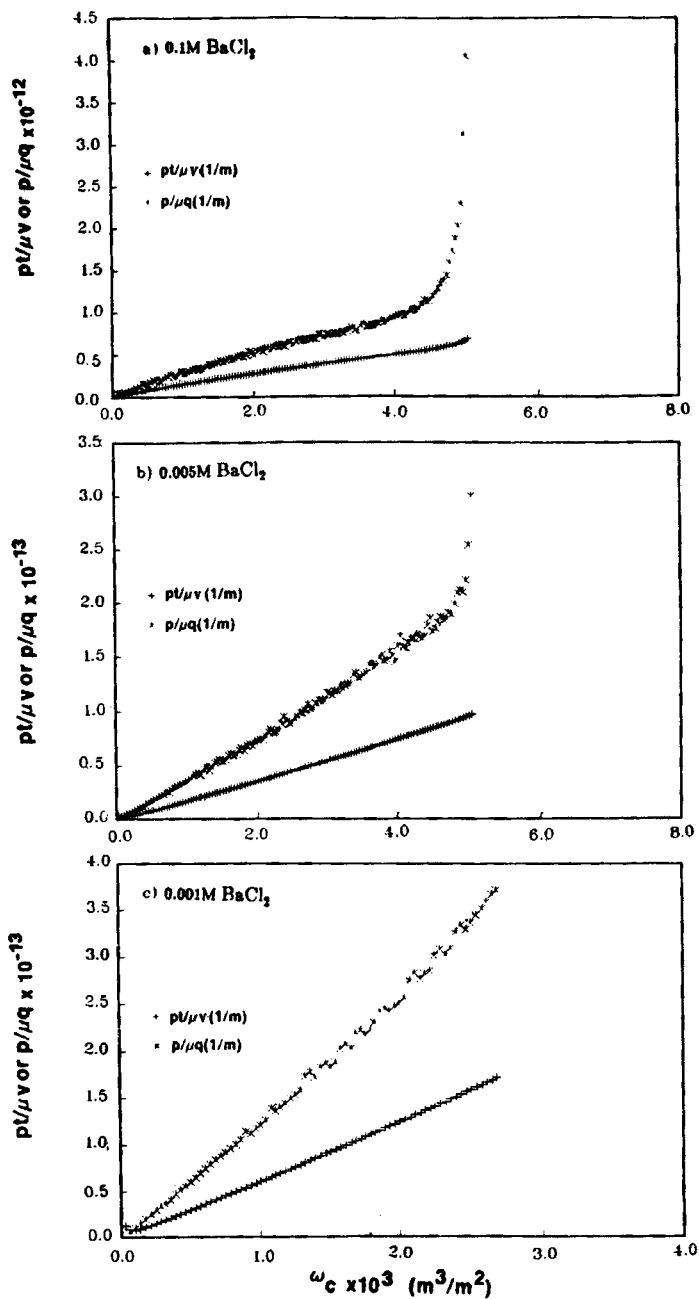 pt/μv or p/μq x10⁻¹²
4.5
4.0
3.5
3.0
2.5
2.0
1.5
1.0
0.5
0.0
a) 0.1M BaCl₂
+ pt/μv(1/m)
p/μq(1/m)
0.0 2.0 4.0 6.0 8.0
pt/μv or p/μq x 10⁻¹³
3.5
3.0
2.5
2.0
1.5
1.0
0.5
0.0
b) 0.005M BaCl₂
+ pt/μv(1/m)
× p/μq(1/m)
0.0 2.0 4.0 6.0 8.0
pt/μv or p/μq x 10⁻¹³
4.0
3.5
3.0
2.5
2.0
1.5
1.0
0.5
0.0
c) 0.001M BaCl₂
+ pt/μv(1/m)
× p/μq(1/m)
0.0 1.0 2.0 3.0 4.0
ω_c x10³ (m³/m²)